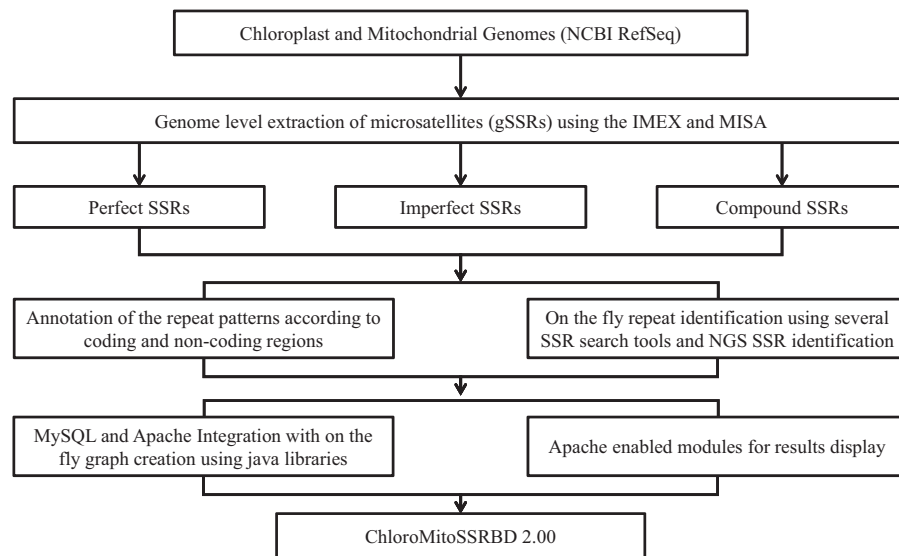 Chloroplast and Mitochondrial Genomes (NCBI RefSeq)
Genome level extraction of microsatellites (gSSRs) using the IMEX and MISA
Perfect SSRs
Imperfect SSRs
Compound SSRs
Annotation of the repeat patterns according to
coding and non-coding regions
On the fly repeat identification using several
SSR search tools and NGS SSR identification
MySQL and Apache Integration with on the
fly graph creation using java libraries
Apache enabled modules for results display
ChloroMitoSSRBD 2.00